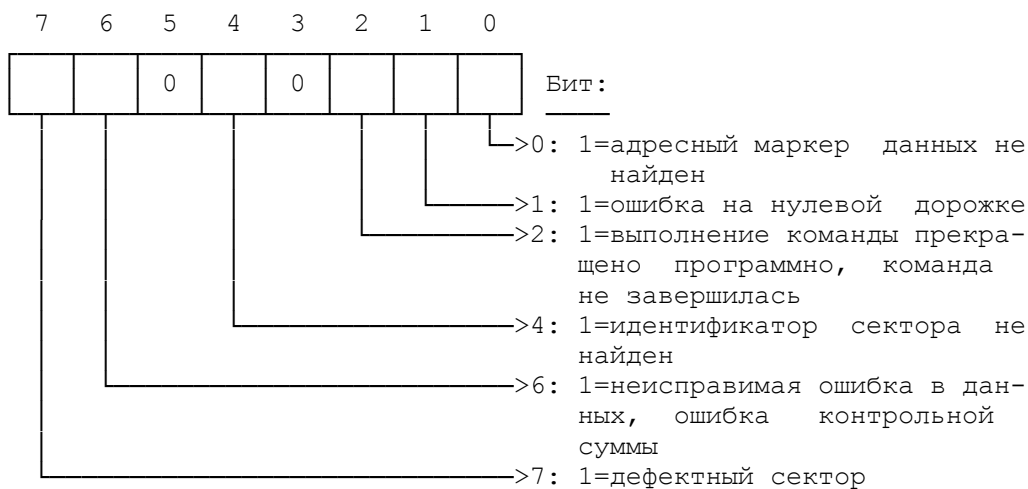 7 6 5 4 3 2 1 0
0 0 Бит:
>0: 1=адресный маркер данных не
найден
>1: 1=ошибка на нулевой дорожке
>2: 1=выполнение команды прекра-
щено программно, команда
не завершилась
>4: 1=идентификатор сектора не
найден
>6: 1=неисправимая ошибка в дан-
ных, ошибка контрольной
суммы
>7: 1=дефектный сектор